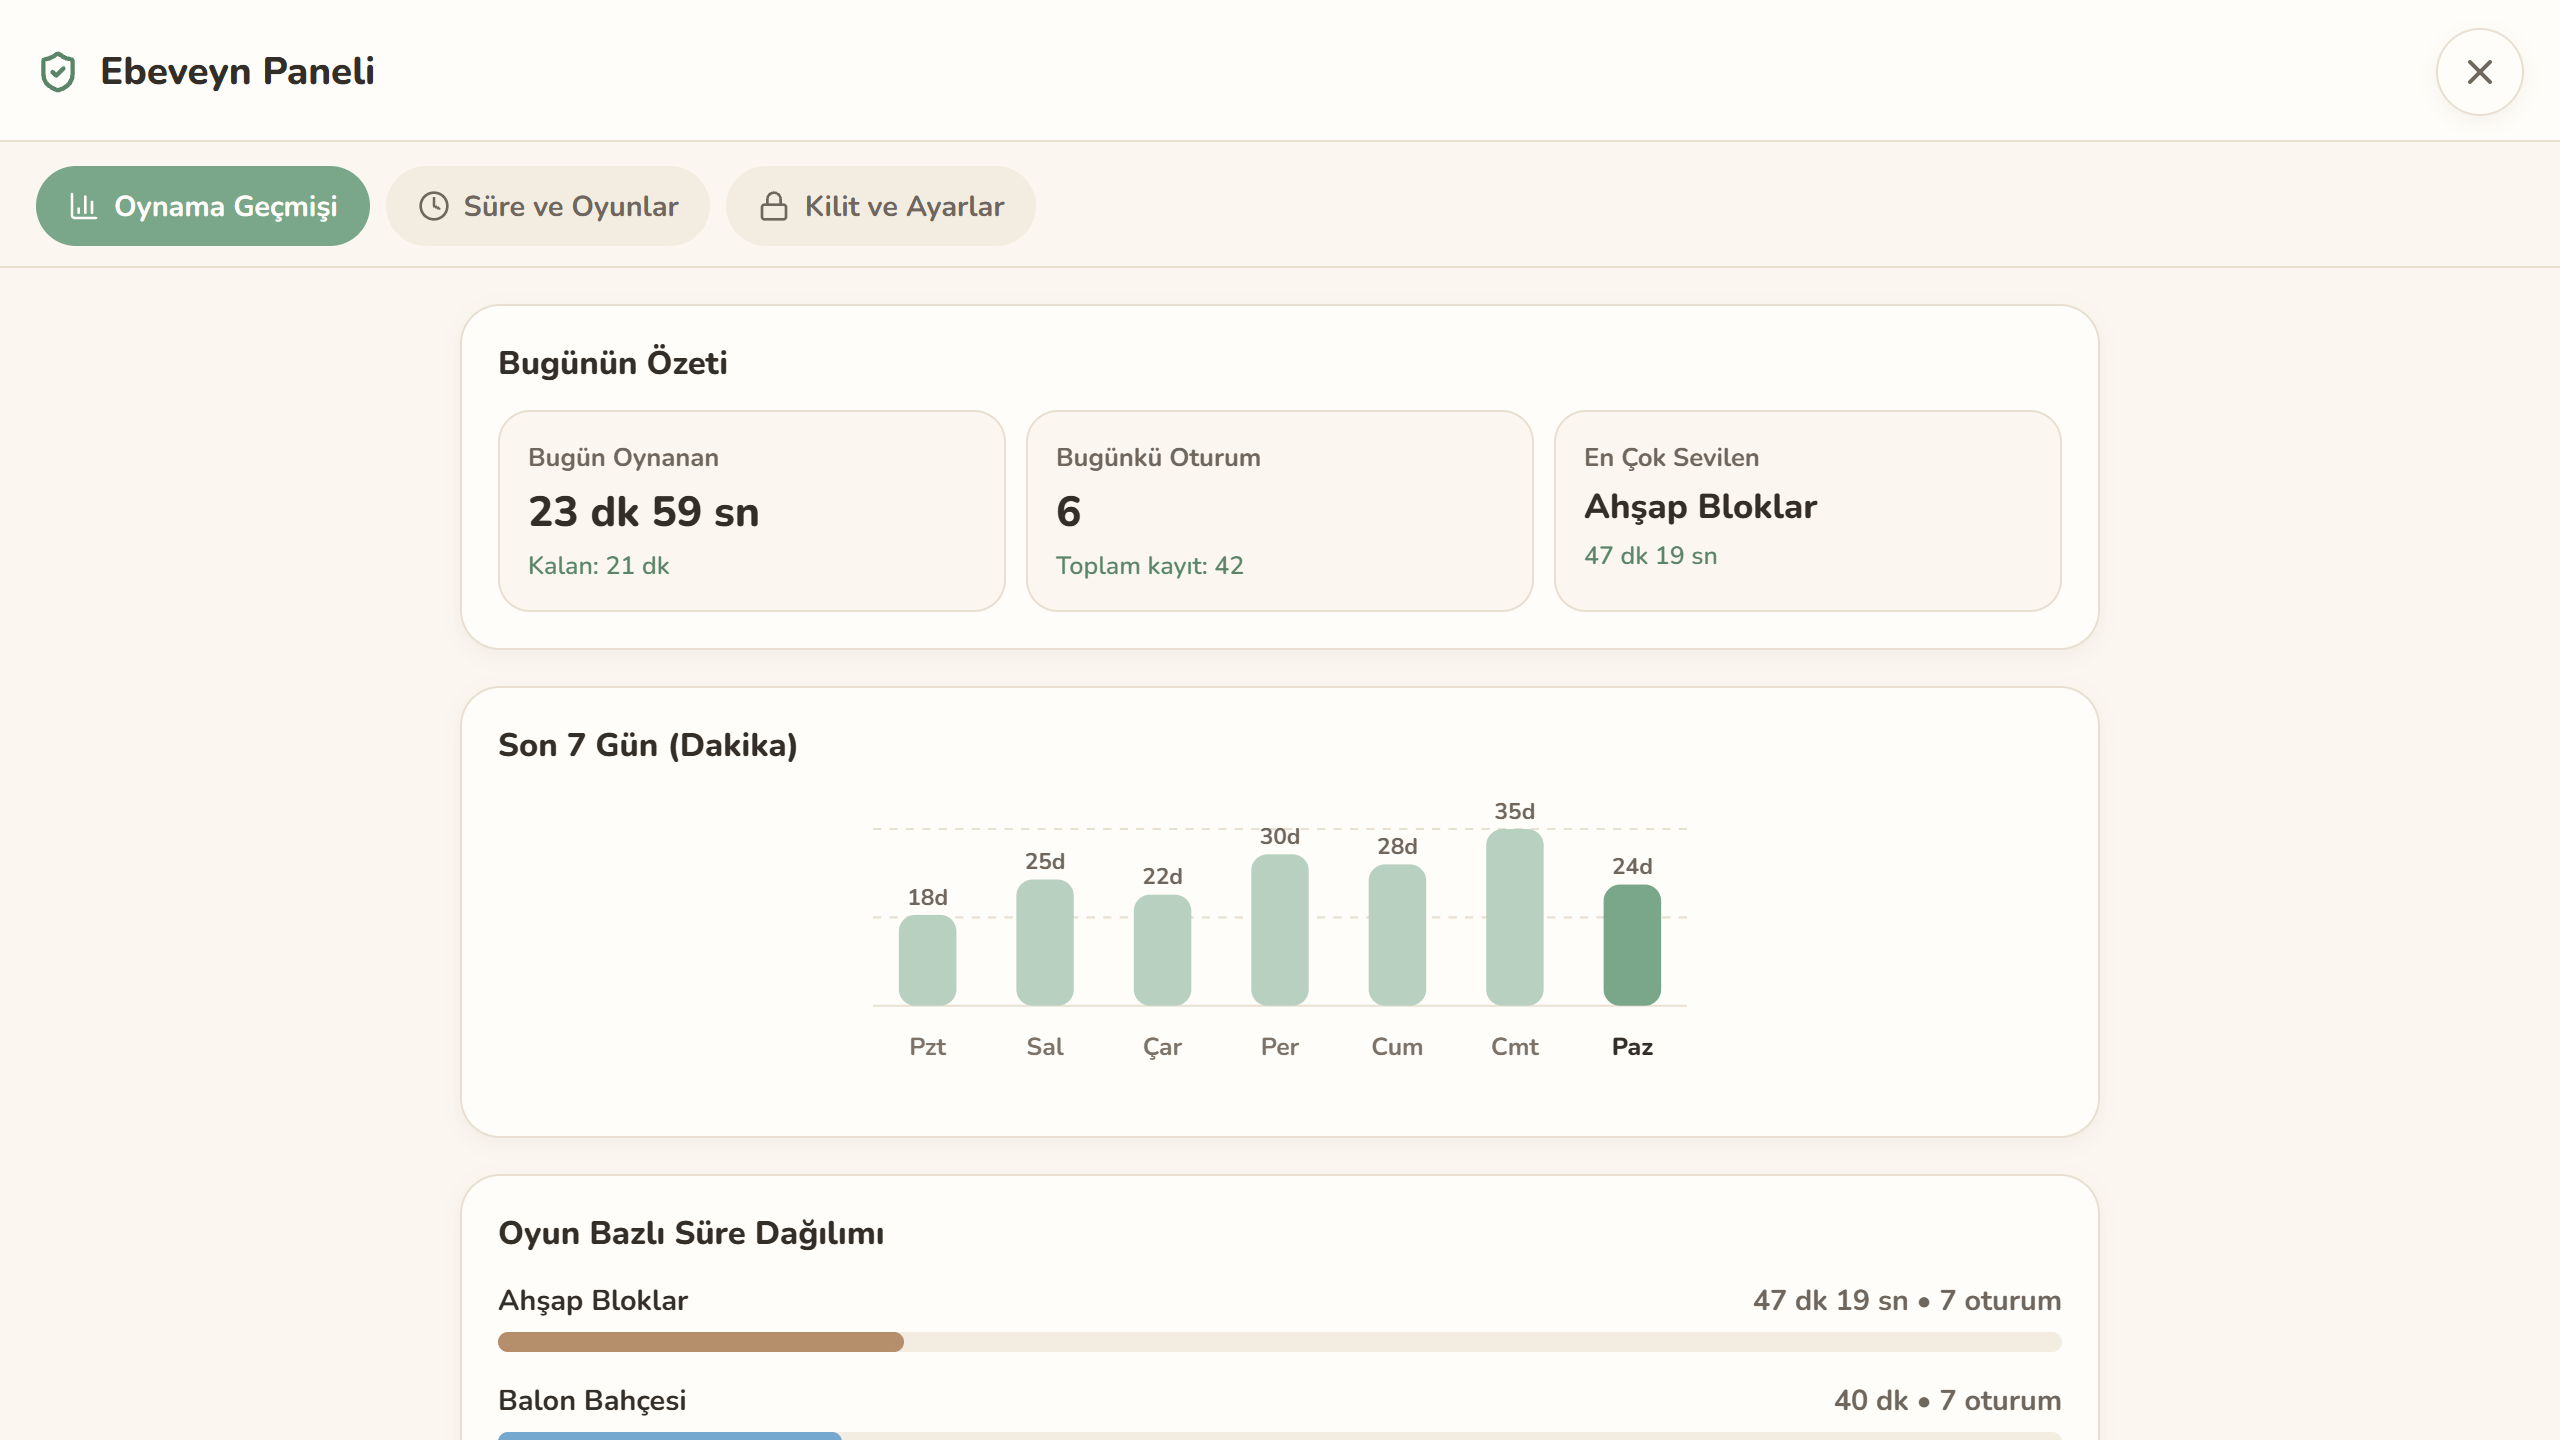 Ebeveyn Paneli
Oynama Geçmişi
Süre ve Oyunlar
Kilit ve Ayarlar
Bugünün Özeti
Bugün Oynanan
23 dk 59 sn
Kalan: 21 dk
Bugünkü Oturum
6
Toplam kayıt: 42
En Çok Sevilen
Ahşap Bloklar
47 dk 19 sn
Son 7 Gün (Dakika)
18d
25d
22d
30d
28d
35d
24d
Pzt
Sal
Çar
Per
Cum
Cmt
Paz
Oyun Bazlı Süre Dağılımı
Ahşap Bloklar
47 dk 19 sn • 7 oturum
Balon Bahçesi
40 dk • 7 oturum